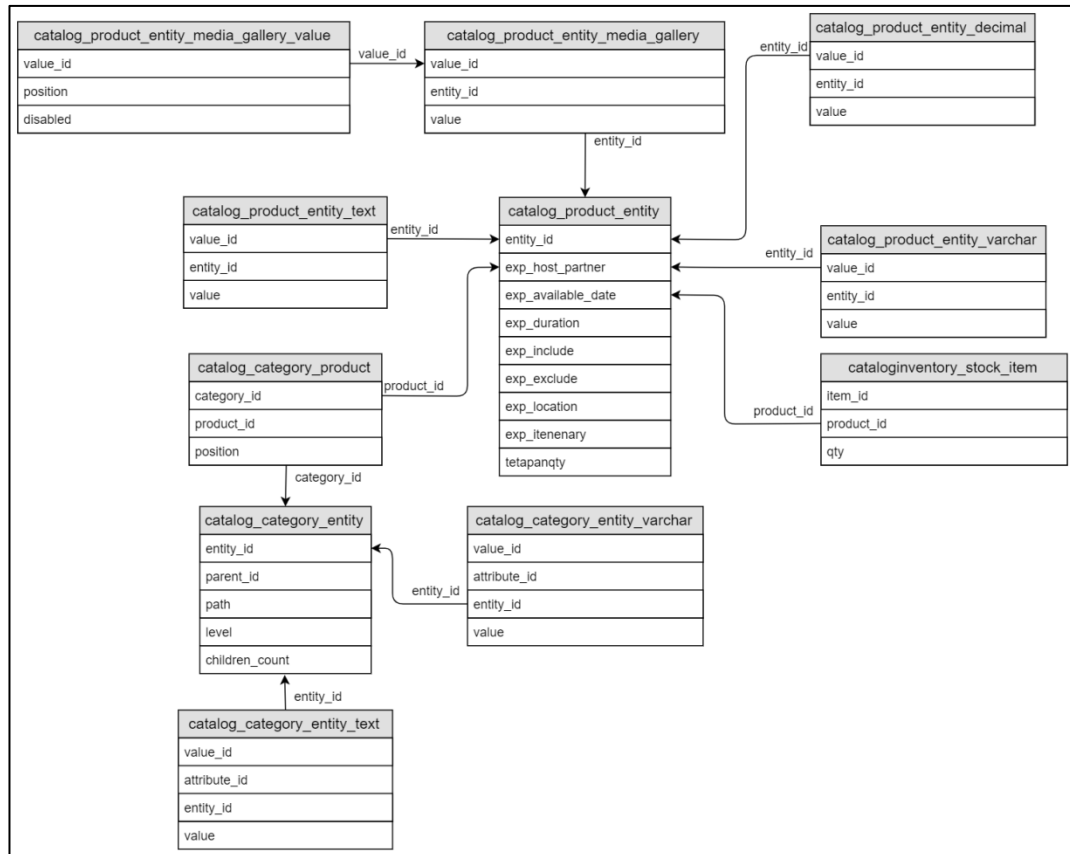 catalog_product_entity_media_gallery_value
value_id
position
disabled
value_id
catalog_product_entity_media_gallery
value_id
entity_id
value
entity_id
catalog_product_entity_decimal
value_id
entity_id
value
entity_id
catalog_product_entity_text
value_id
entity_id
value
entity_id
catalog_product_entity
entity_id
exp_host_partner
exp_available_date
exp_duration
exp_include
exp_exclude
exp_location
exp_itenenary
tetapanqty
entity_id
catalog_product_entity_varchar
value_id
entity_id
value
catalog_category_product
category_id
product_id
position
product_id
product_id
cataloginventory_stock_item
item_id
product_id
qty
category_id
catalog_category_entity
entity_id
parent_id
path
level
children_count
entity_id
catalog_category_entity_varchar
value_id
attribute_id
entity_id
value
entity_id
catalog_category_entity_text
value_id
attribute_id
entity_id
value